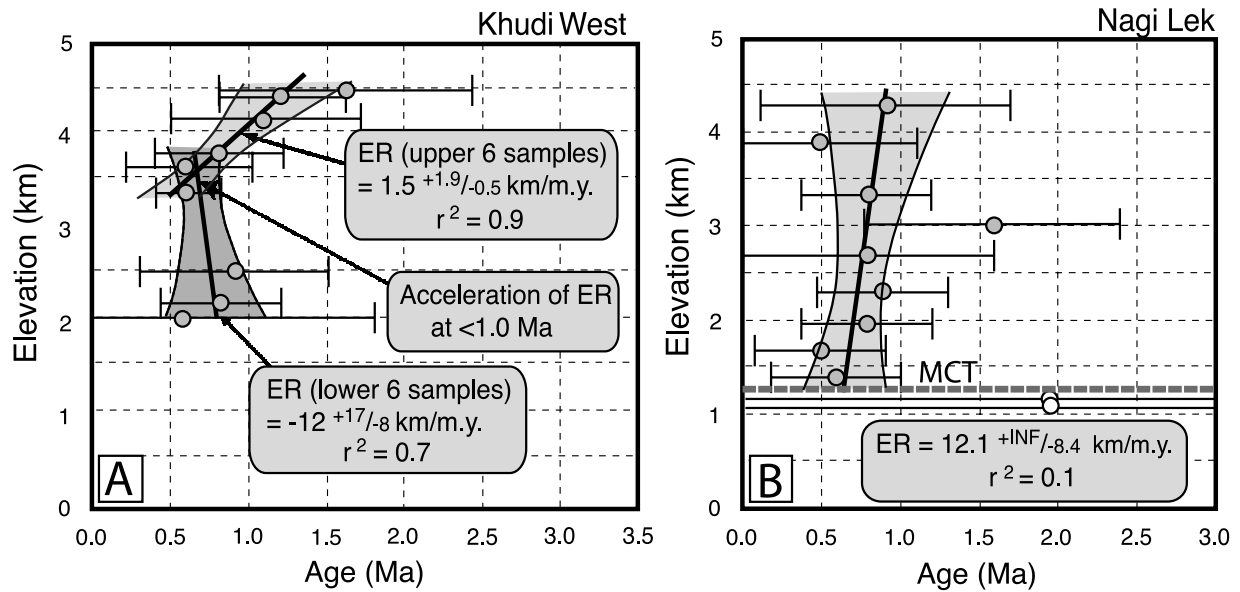 Khudi West
5
4
3
2
1
0
Elevation (km)
ER (upper 6 samples)
= 1.5 +1.9/-0.5 km/m.y.
r² = 0.9
Acceleration of ER
at <1.0 Ma
ER (lower 6 samples)
= -12 +17/-8 km/m.y.
r² = 0.7
A
0.0 0.5 1.0 1.5 2.0 2.5 3.0 3.5
Age (Ma)
Nagi Lek
5
4
3
2
1
0
Elevation (km)
MCT
ER = 12.1 +INF/-8.4 km/m.y.
r² = 0.1
B
0.0 0.5 1.0 1.5 2.0 2.5 3.0
Age (Ma)